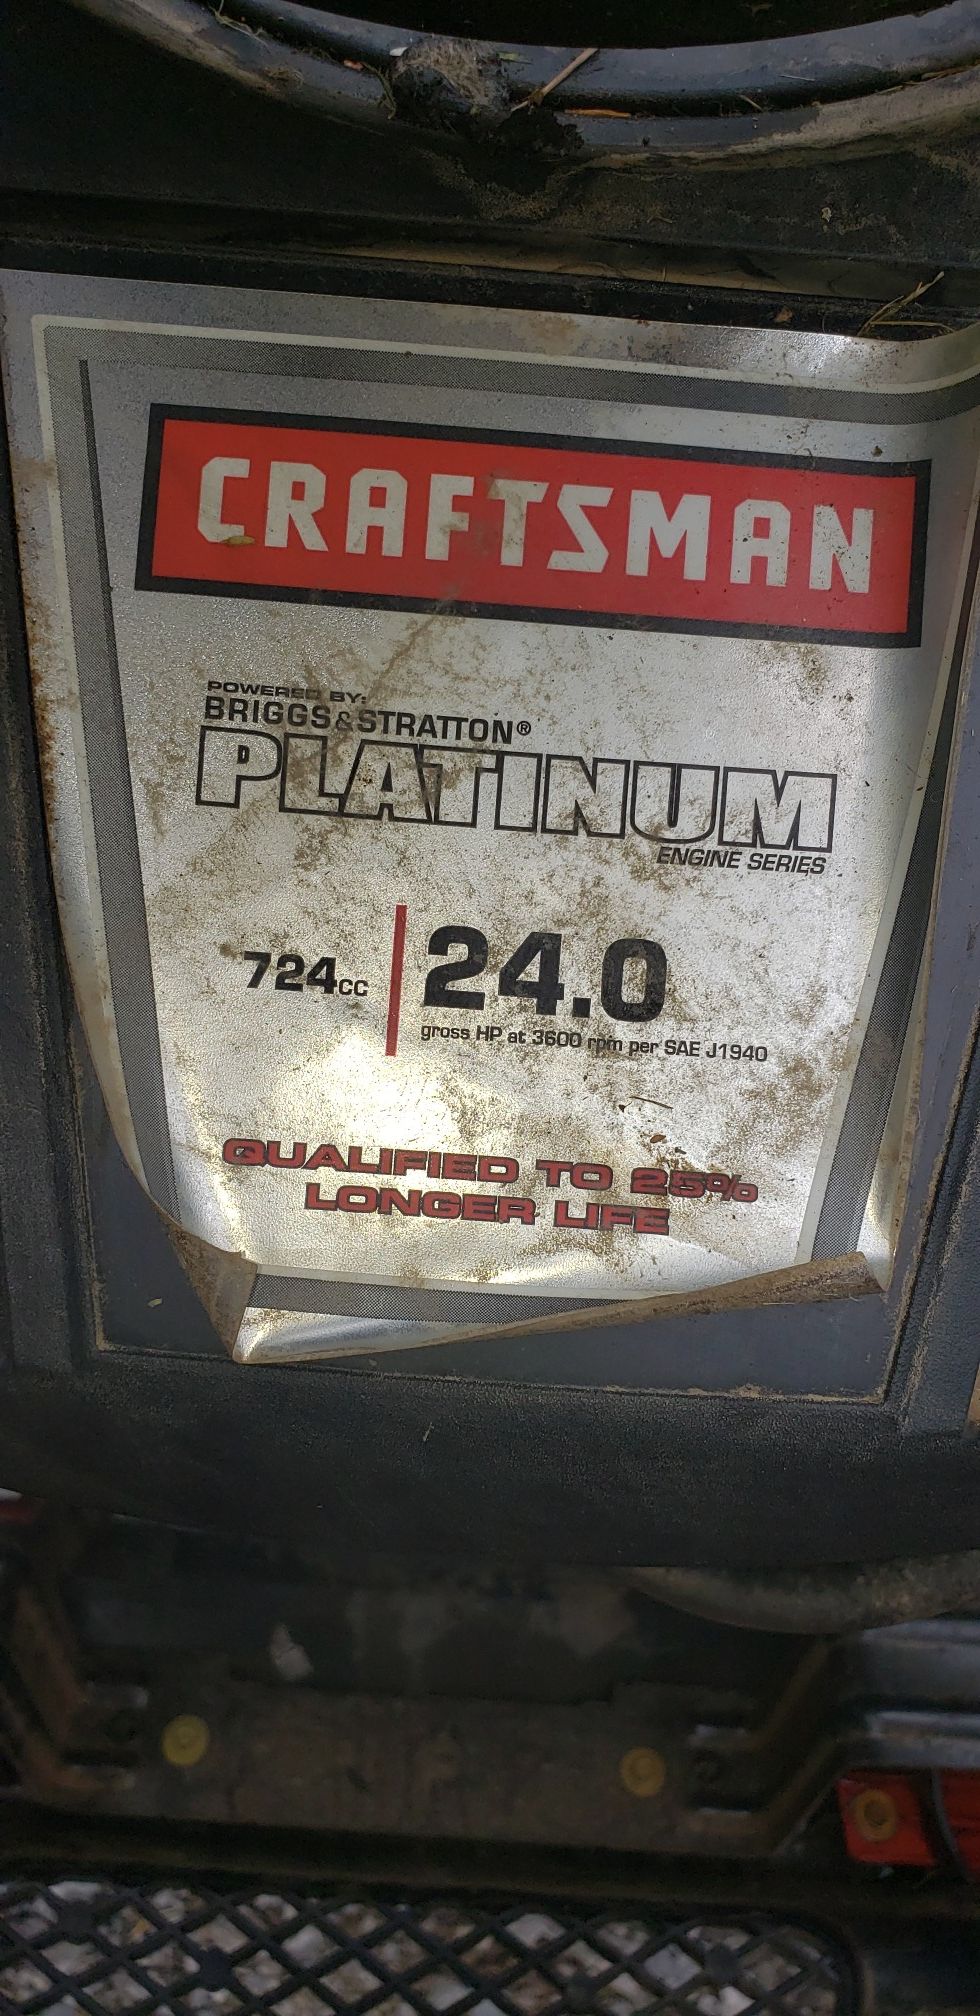 CRAFTSMAN
POWERED BY:
BRIGGS & STRATTON®
PLATINUM
ENGINE SERIES
724cc
24.0
gross HP at 3600 rpm per SAE J1940
QUALIFIED TO 25%
LONGER LIFE